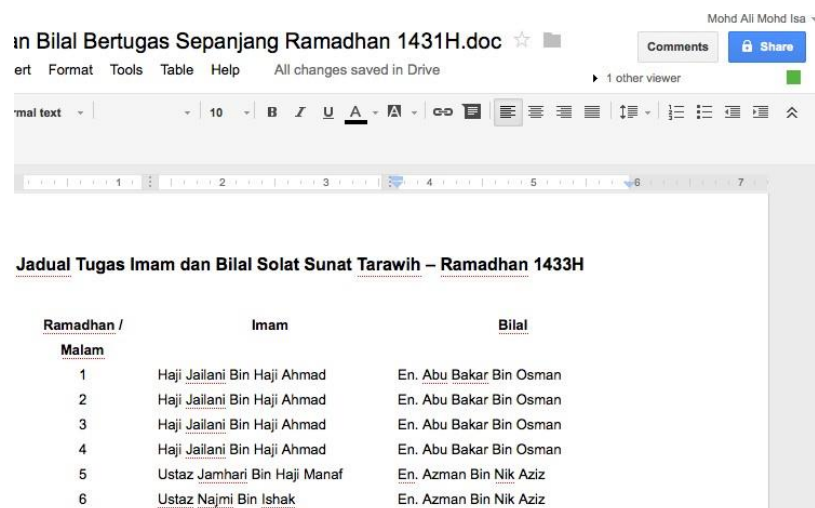 Mohd Ali Mohd Isa
an Bilal Bertugas Sepanjang Ramadhan 1431H.doc
Comments
Share
ert Format Tools Table Help All changes saved in Drive
1 other viewer
rmal text 10 B I U A A
1 2 3 4 5 6 7
Jadual Tugas Imam dan Bilal Solat Sunat Tarawih – Ramadhan 1433H
Ramadhan / Imam Bilal
Malam
1 Haji Jailani Bin Haji Ahmad En. Abu Bakar Bin Osman
2 Haji Jailani Bin Haji Ahmad En. Abu Bakar Bin Osman
3 Haji Jailani Bin Haji Ahmad En. Abu Bakar Bin Osman
4 Haji Jailani Bin Haji Ahmad En. Abu Bakar Bin Osman
5 Ustaz Jamhari Bin Haji Manaf En. Azman Bin Nik Aziz
6 Ustaz Najmi Bin Ishak En. Azman Bin Nik Aziz